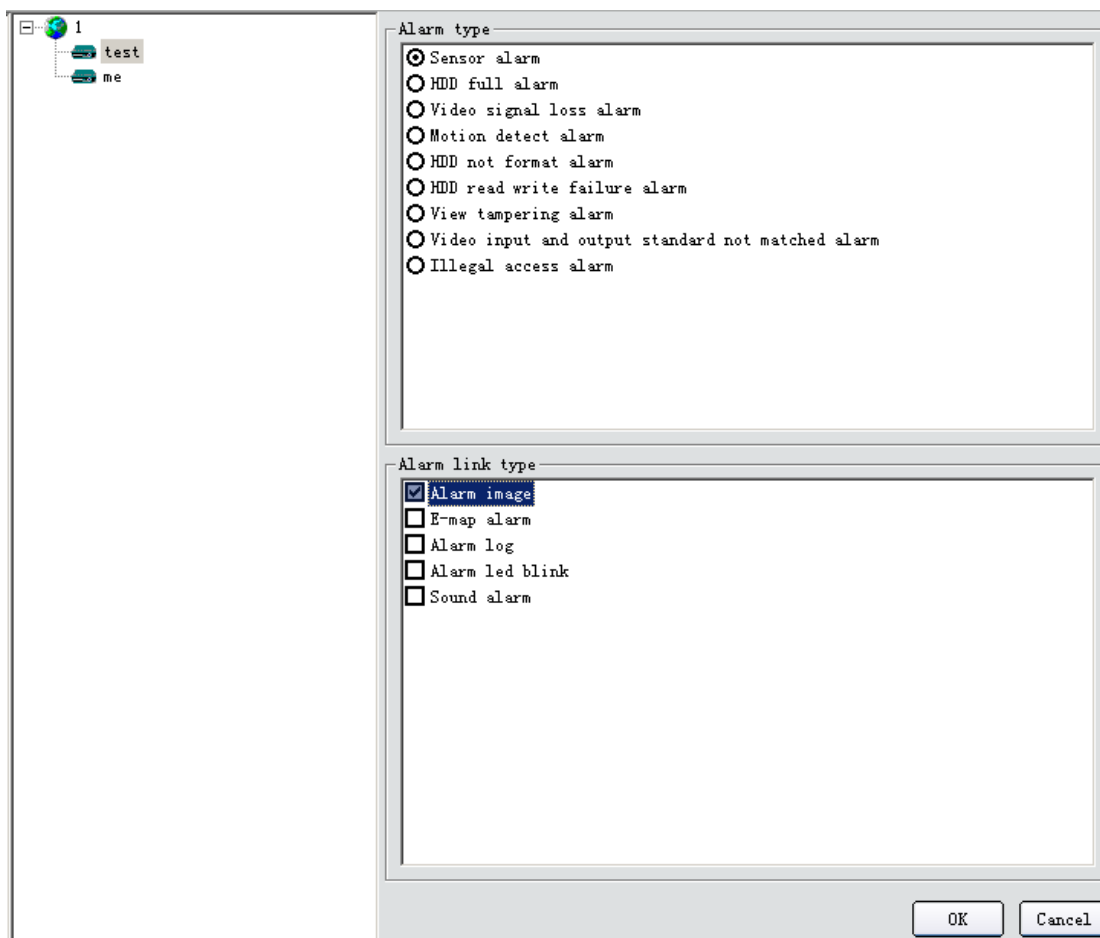 1
test
me
Alarm type
Sensor alarm
HDD full alarm
Video signal loss alarm
Motion detect alarm
HDD not format alarm
HDD read write failure alarm
View tampering alarm
Video input and output standard not matched alarm
Illegal access alarm
Alarm link type
Alarm image
E-map alarm
Alarm log
Alarm led blink
Sound alarm
OK Cancel